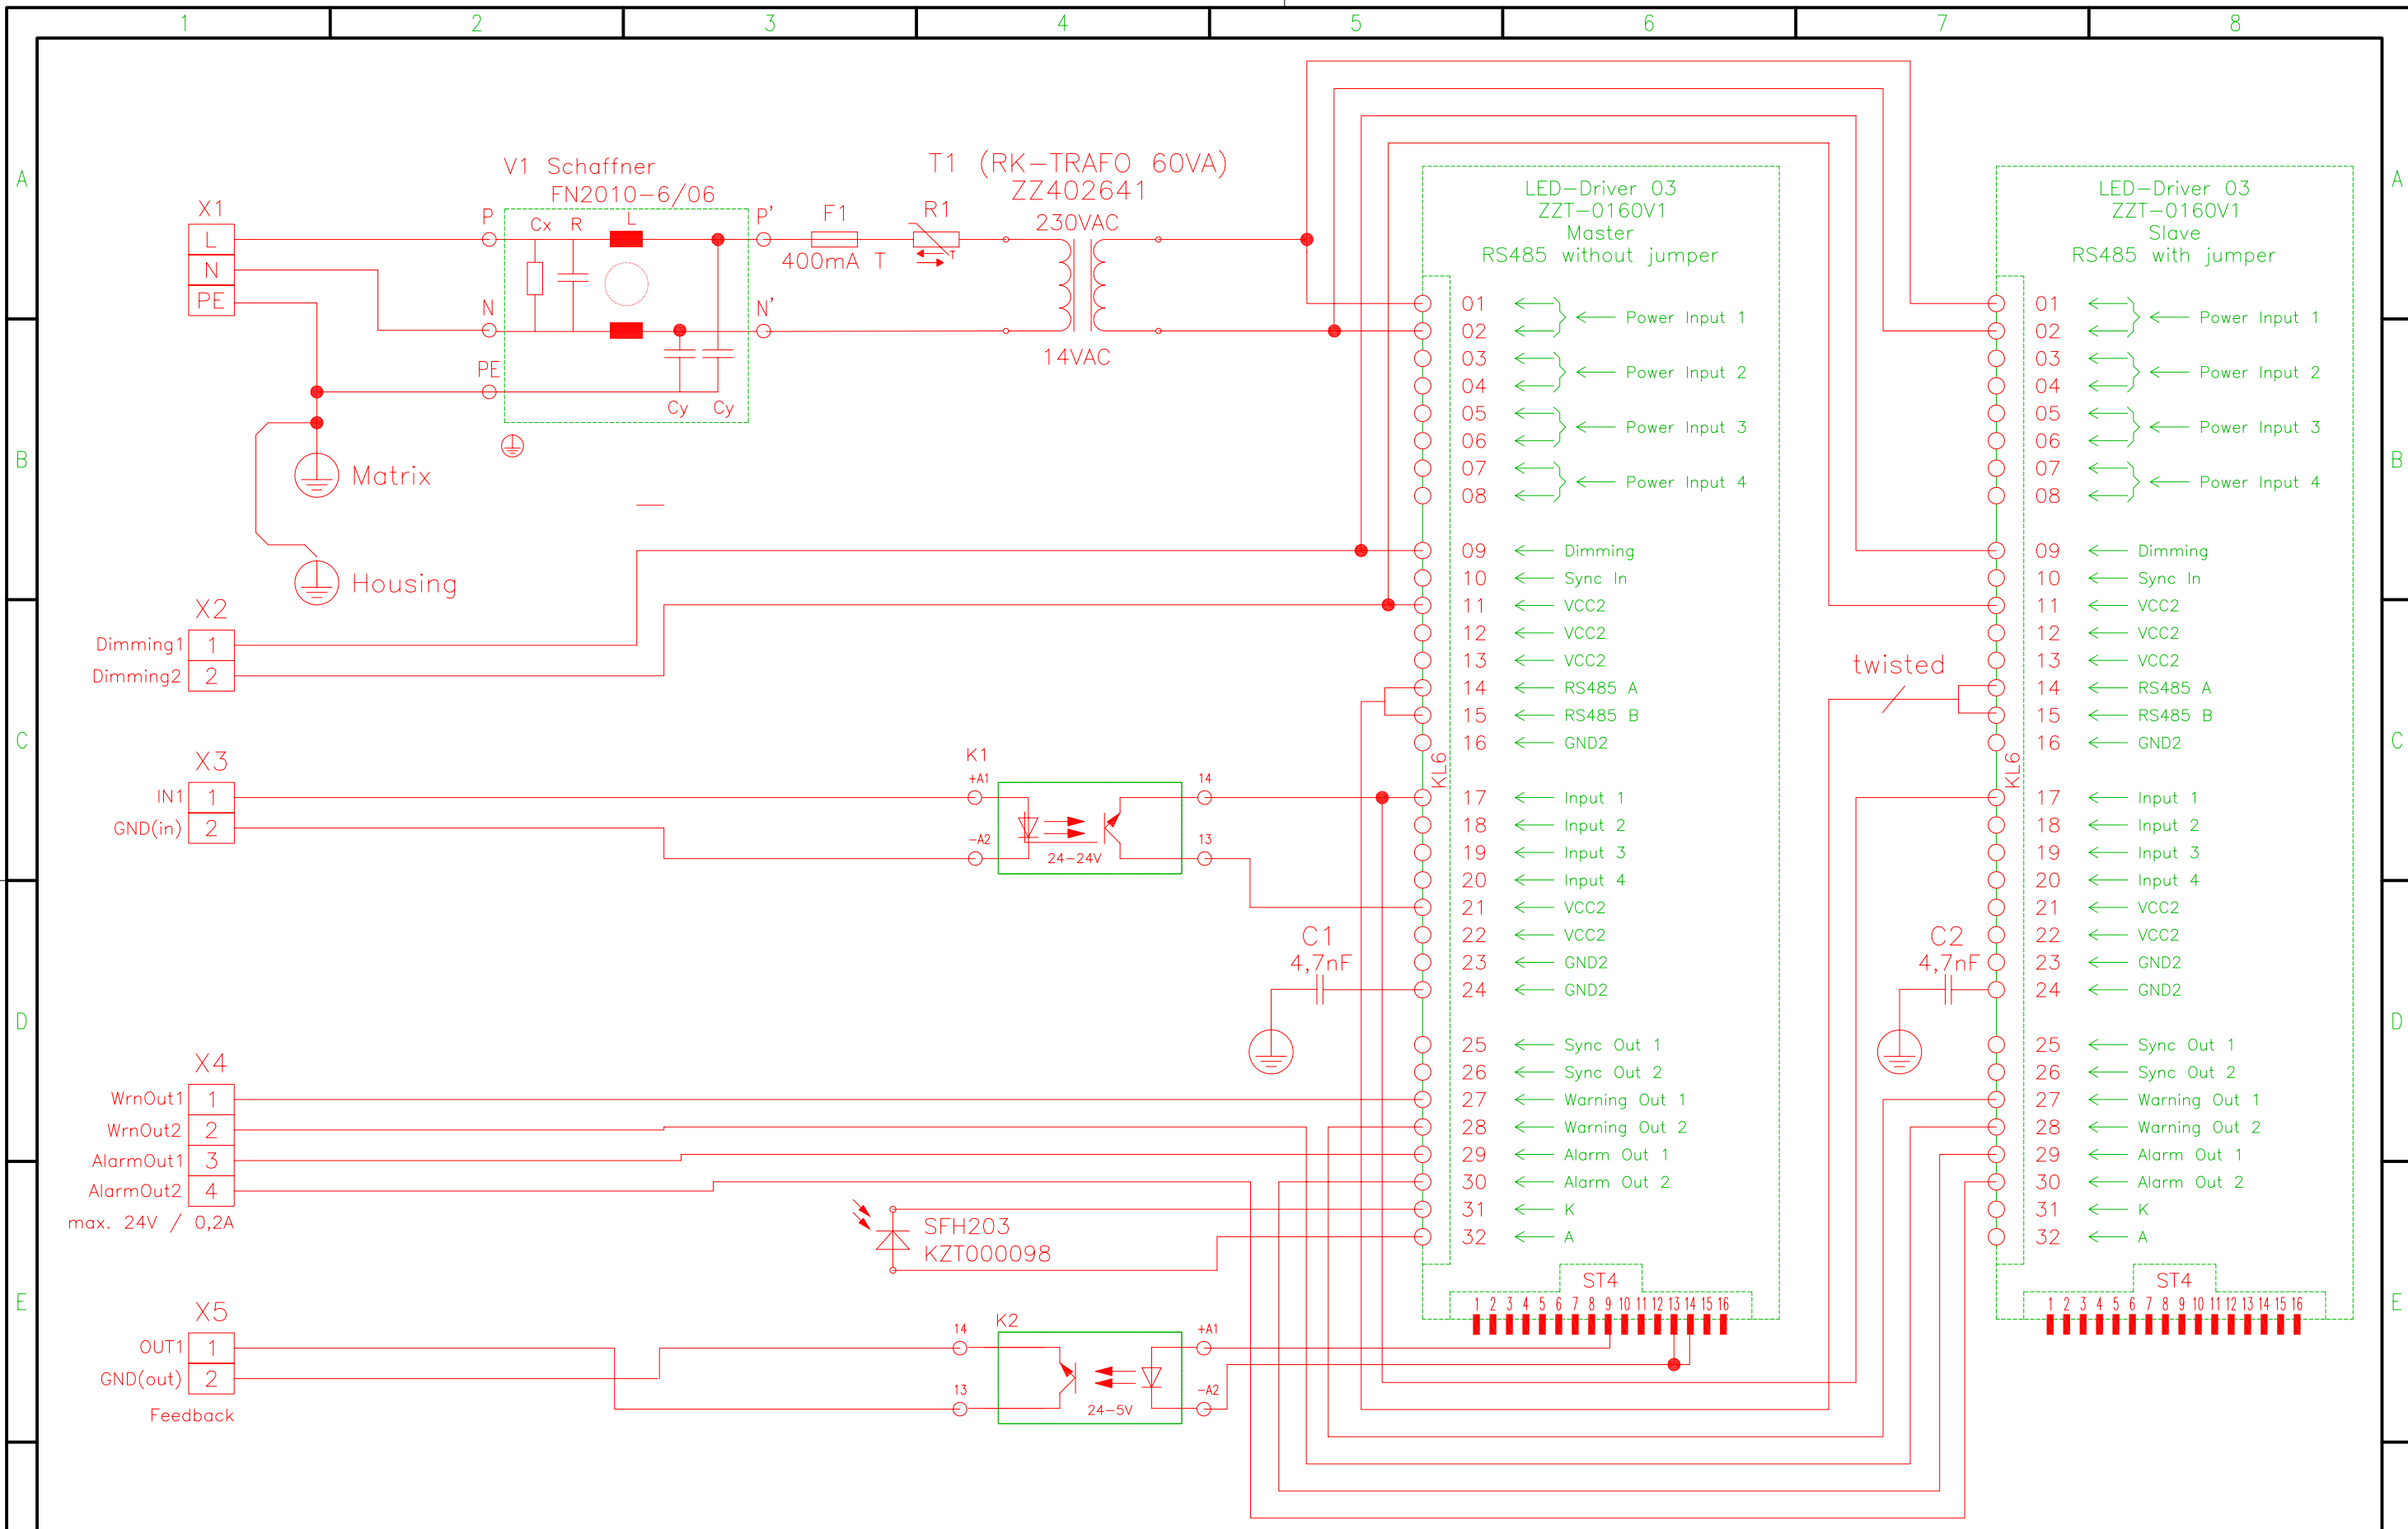 1 2 3 4 5 6 7 8
A
A
B
B
C
C
D
D
E
E
X1
L
N
PE
V1 Schaffner
FN2010-6/06
P
N
PE
Cx R L
Cy Cy
P'
N'
F1
400mA T
R1
T
T1 (RK-TRAFO 60VA)
ZZ402641
230VAC
14VAC
Matrix
Housing
X2
Dimming1 1
Dimming2 2
X3
IN1 1
GND(in) 2
K1
+A1
-A2
14
13
24-24V
C1
4,7nF
X4
WrnOut1 1
WrnOut2 2
AlarmOut1 3
AlarmOut2 4
max. 24V / 0,2A
SFH203
KZT000098
X5
OUT1 1
GND(out) 2
Feedback
K2
14
13
+A1
-A2
24-5V
LED-Driver 03
ZZT-0160V1
Master
RS485 without jumper
01
02
Power Input 1
03
04
Power Input 2
05
06
Power Input 3
07
08
Power Input 4
09 Dimming
10 Sync In
11 VCC2
12 VCC2
13 VCC2
14 RS485 A
15 RS485 B
16 GND2
KL6
17 Input 1
18 Input 2
19 Input 3
20 Input 4
21 VCC2
22 VCC2
23 GND2
24 GND2
25 Sync Out 1
26 Sync Out 2
27 Warning Out 1
28 Warning Out 2
29 Alarm Out 1
30 Alarm Out 2
31 K
32 A
ST4
1 2 3 4 5 6 7 8 9 10 11 12 13 14 15 16
twisted
C2
4,7nF
LED-Driver 03
ZZT-0160V1
Slave
RS485 with jumper
01
02
Power Input 1
03
04
Power Input 2
05
06
Power Input 3
07
08
Power Input 4
09 Dimming
10 Sync In
11 VCC2
12 VCC2
13 VCC2
14 RS485 A
15 RS485 B
16 GND2
KL6
17 Input 1
18 Input 2
19 Input 3
20 Input 4
21 VCC2
22 VCC2
23 GND2
24 GND2
25 Sync Out 1
26 Sync Out 2
27 Warning Out 1
28 Warning Out 2
29 Alarm Out 1
30 Alarm Out 2
31 K
32 A
ST4
1 2 3 4 5 6 7 8 9 10 11 12 13 14 15 16